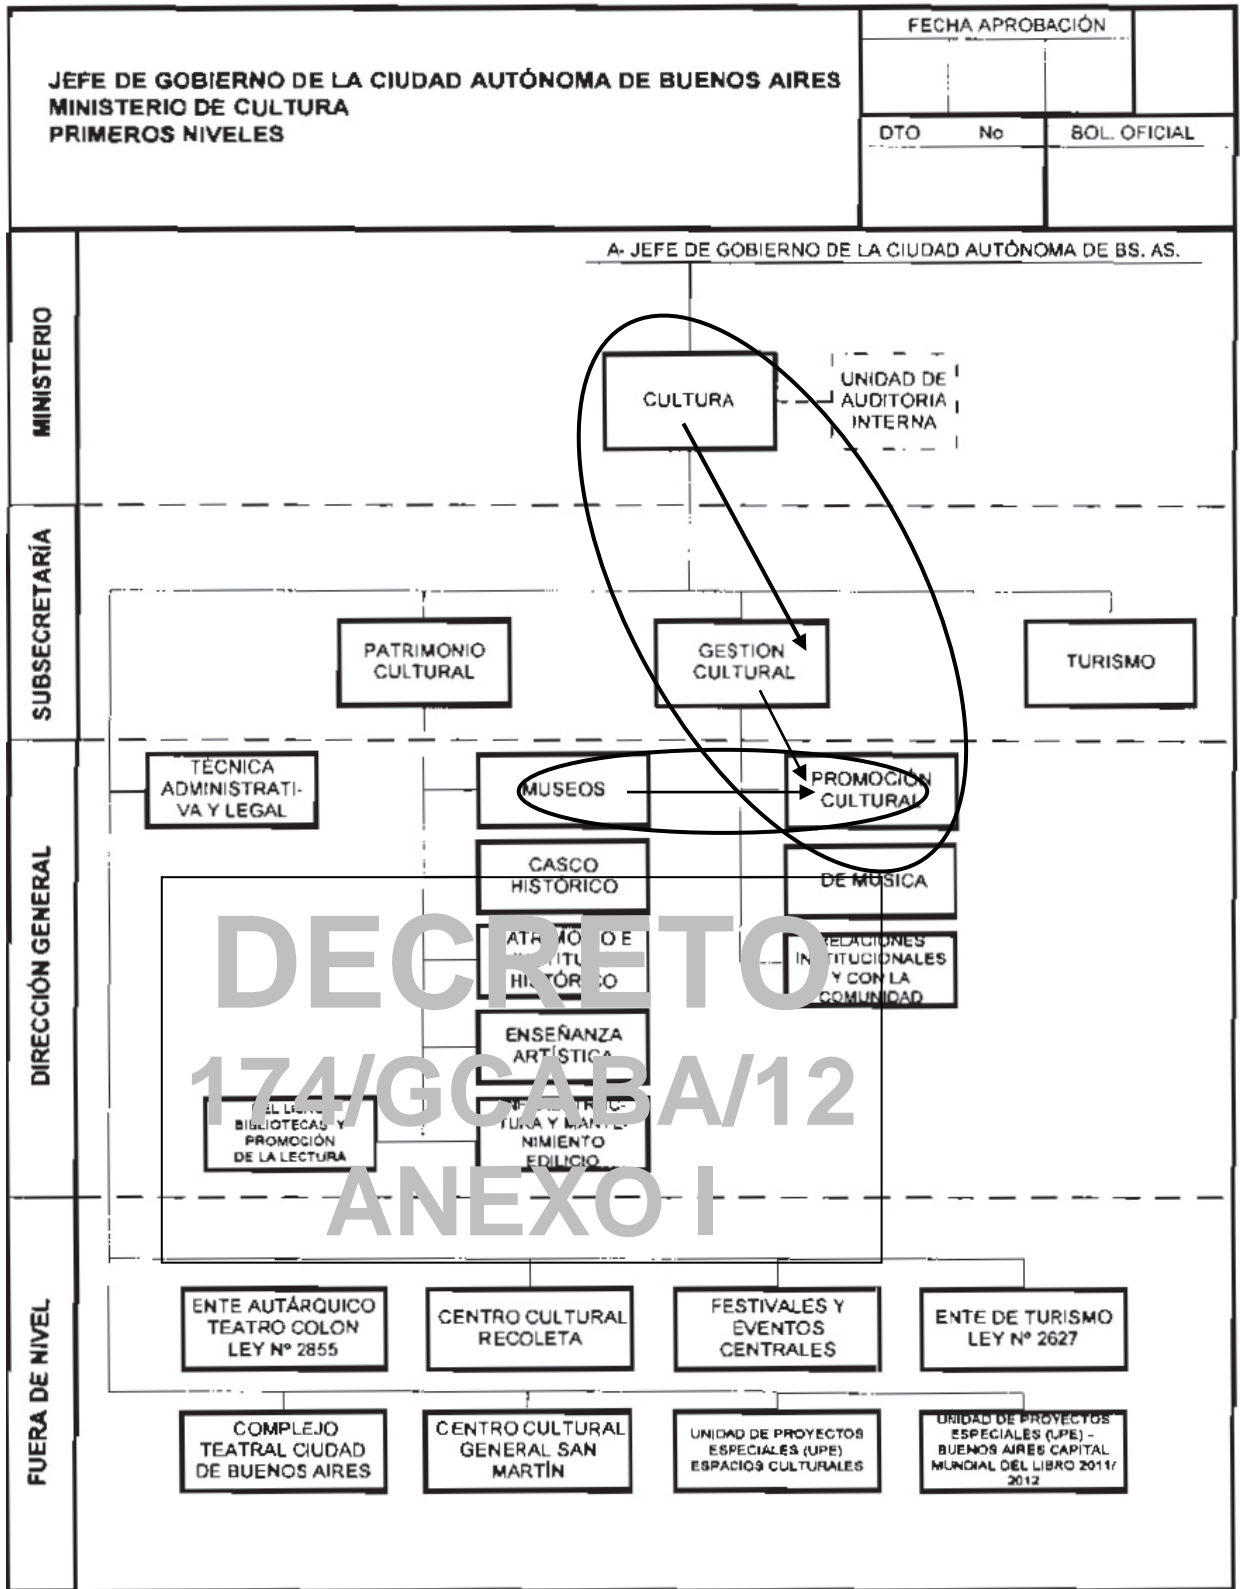 JEFE DE GOBIERNO DE LA CIUDAD AUTÓNOMA DE BUENOS AIRES
MINISTERIO DE CULTURA
PRIMEROS NIVELES
FECHA APROBACIÓN
DTO No BOL. OFICIAL
A- JEFE DE GOBIERNO DE LA CIUDAD AUTÓNOMA DE BS. AS.
MINISTERIO
CULTURA
UNIDAD DE
AUDITORIA
INTERNA
SUBSECRETARÍA
PATRIMONIO
CULTURAL
GESTION
CULTURAL
TURISMO
DIRECCIÓN GENERAL
TÉCNICA
ADMINISTRATI-
VA Y LEGAL
MUSEOS
PROMOCIÓN
CULTURAL
CASCO
HISTÓRICO
DE MUSICA
HISTÓRICO
RELACIONES
INSTITUCIONALES
Y CON LA
COMUNIDAD
ENSEÑANZA
ARTÍSTICA
BIBLIOTECAS Y
PROMOCIÓN
DE LA LECTURA
TURA Y MANTE-
NIMIENTO
EDILICIO
DECRETO
174/GCABA/12
ANEXO I
FUERA DE NIVEL
ENTE AUTÁRQUICO
TEATRO COLON
LEY Nº 2855
CENTRO CULTURAL
RECOLETA
FESTIVALES Y
EVENTOS
CENTRALES
ENTE DE TURISMO
LEY Nº 2627
COMPLEJO
TEATRAL CIUDAD
DE BUENOS AIRES
CENTRO CULTURAL
GENERAL SAN
MARTÍN
UNIDAD DE PROYECTOS
ESPECIALES (UPE)
ESPACIOS CULTURALES
UNIDAD DE PROYECTOS
ESPECIALES (UPE) –
BUENOS AIRES CAPITAL
MUNDIAL DEL LIBRO 2011/
2012